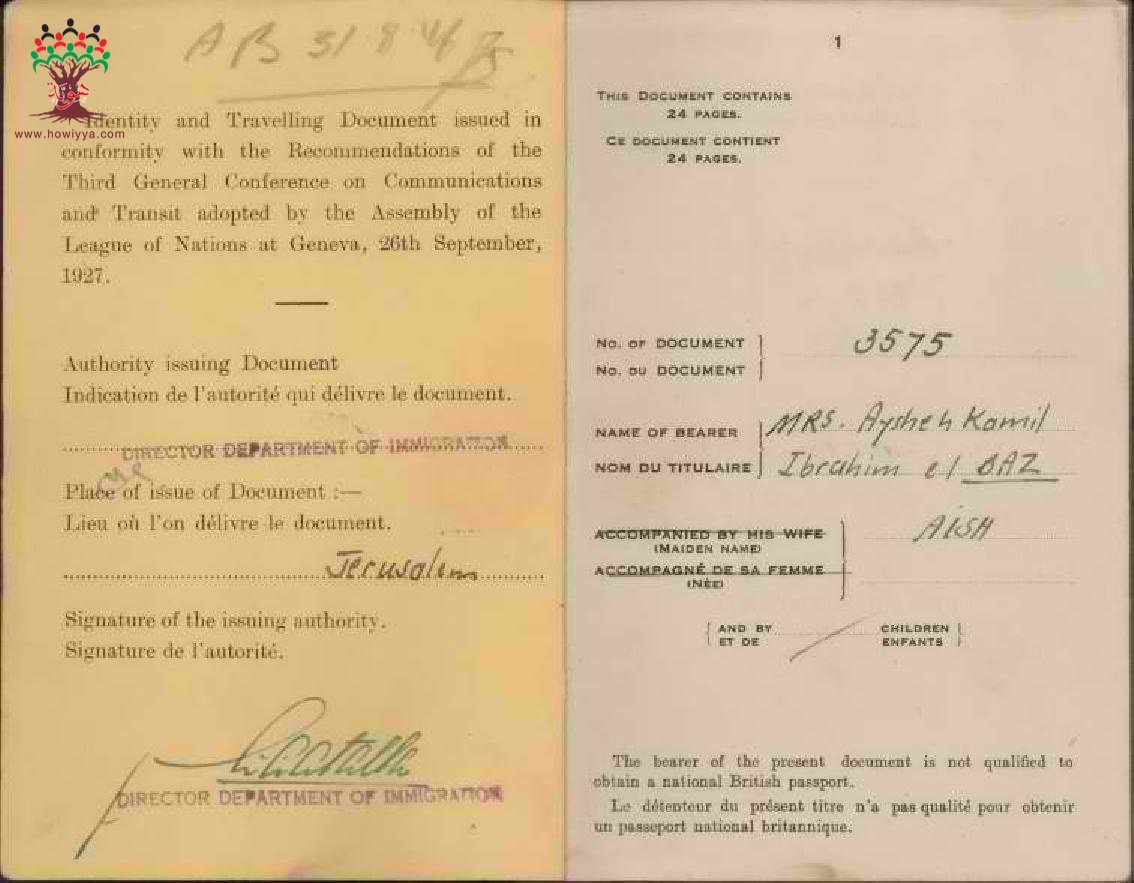 AB 318
www.howiyya.com
Identity and Travelling Document issued in
conformity with the Recommendations of the
Third General Conference on Communications
and Transit adopted by the Assembly of the
League of Nations at Geneva, 26th September,
1927.
Authority issuing Document
Indication de l'autorité qui délivre le document.
DIRECTOR DEPARTMENT OF IMMIGRATION
Place of issue of Document :—
Lieu où l'on délivre le document.
Jerusalem
Signature of the issuing authority.
Signature de l'autorité.
DIRECTOR DEPARTMENT OF IMMIGRATION
1
THIS DOCUMENT CONTAINS
24 PAGES.
CE DOCUMENT CONTIENT
24 PAGES.
NO. OF DOCUMENT 3575
NO. DU DOCUMENT
NAME OF BEARER MRS. Aysheh Kamil
NOM DU TITULAIRE Ibrahim el BAZ
ACCOMPANIED BY HIS WIFE AISH
(MAIDEN NAME)
ACCOMPAGNÉ DE SA FEMME
(NÉE)
AND BY CHILDREN
ET DE ENFANTS
The bearer of the present document is not qualified to
obtain a national British passport.
Le détenteur du présent titre n'a pas qualité pour obtenir
un passeport national britannique.